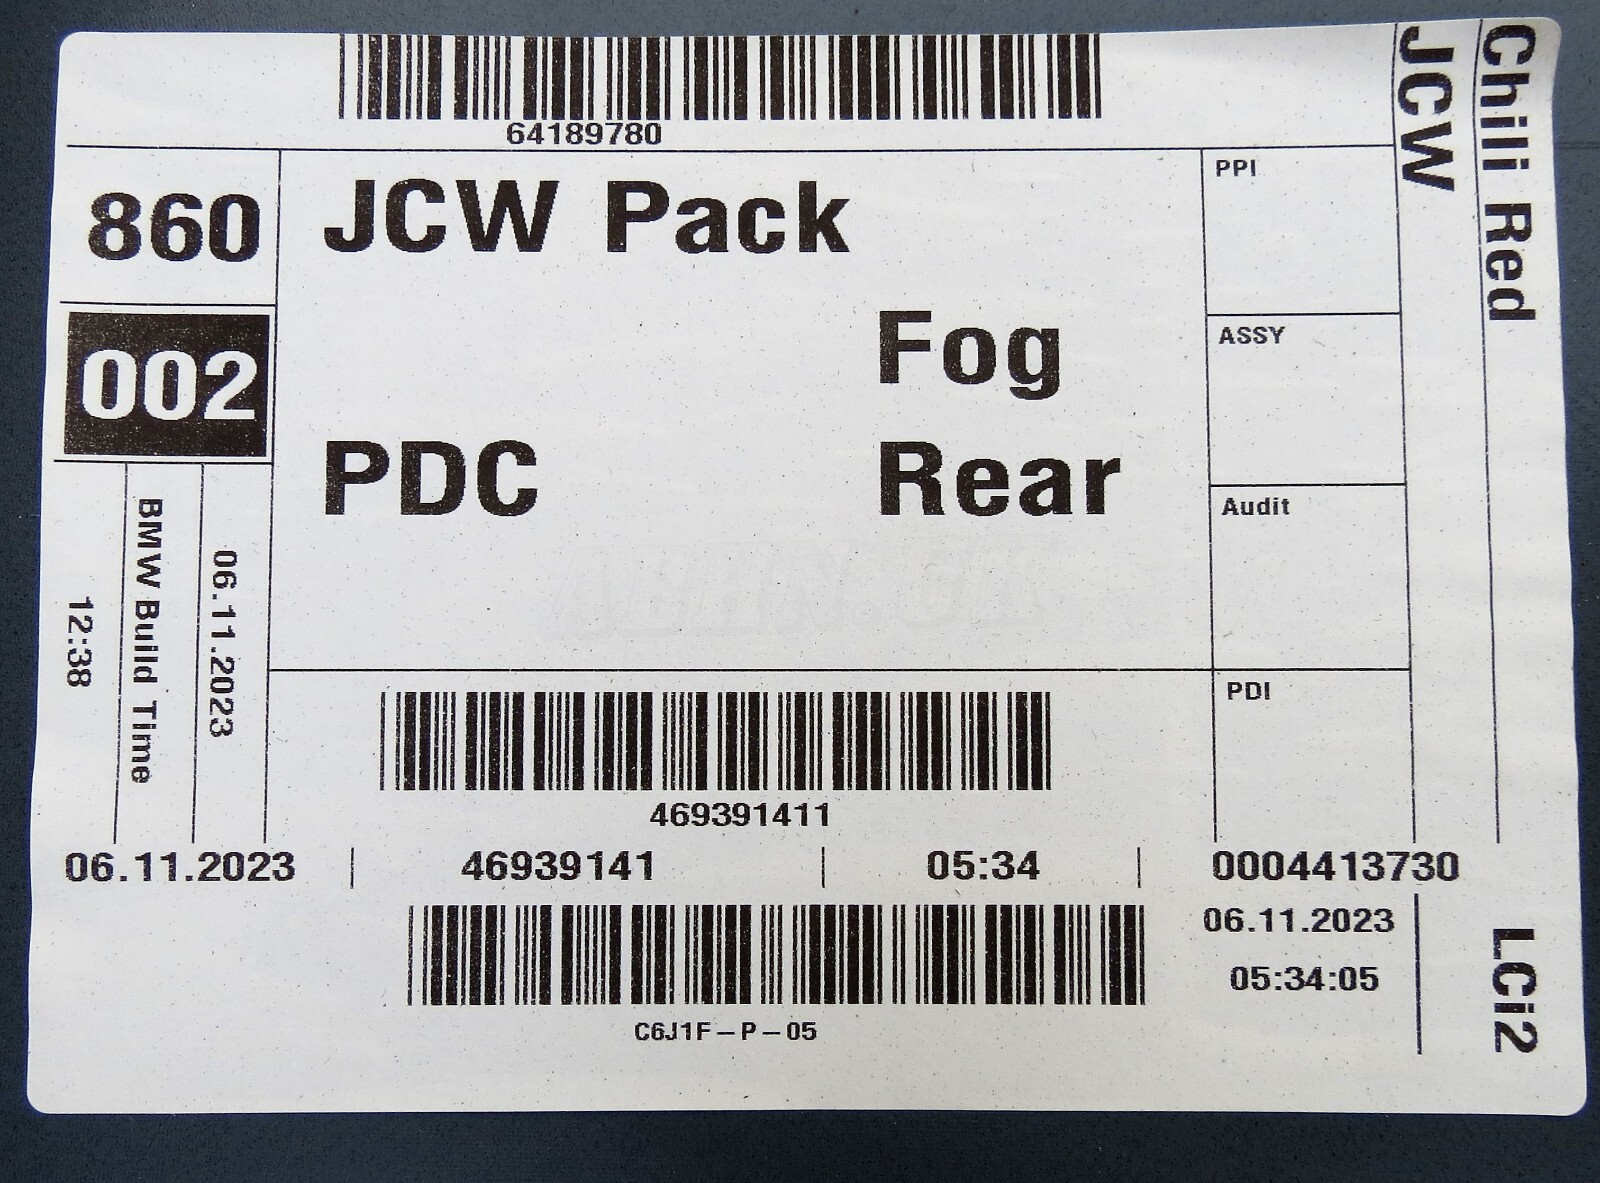 64189780
860
JCW Pack
PPI
JCW
Chili Red
002
Fog
ASSY
PDC
Rear
Audit
06.11.2023
BMW Build Time
12:38
PDI
469391411
06.11.2023 | 46939141 | 05:34 | 0004413730
06.11.2023
05:34:05
LCi2
C6J1F-P-05